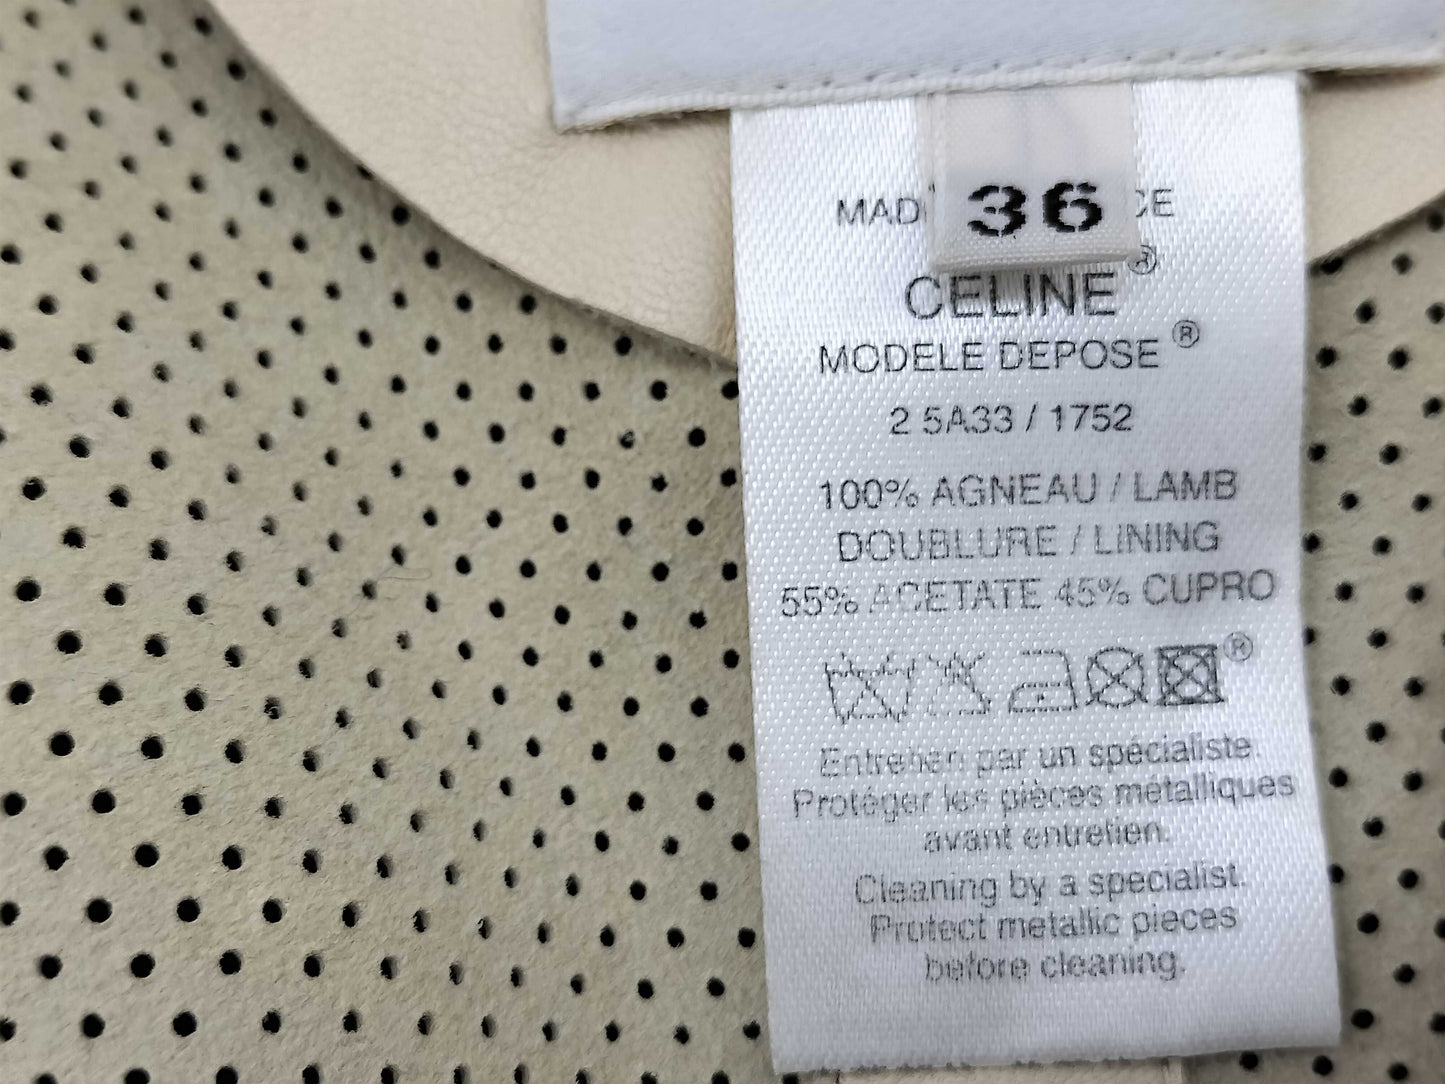 36
CELINE®
MODELE DEPOSE®
2 5A33 / 1752
100% AGNEAU / LAMB
DOUBLURE / LINING
55% ACETATE 45% CUPRO
®
Entretien par un spécialiste.
Protéger les pièces métalliques
avant entretien.
Cleaning by a specialist.
Protect metallic pieces
before cleaning.